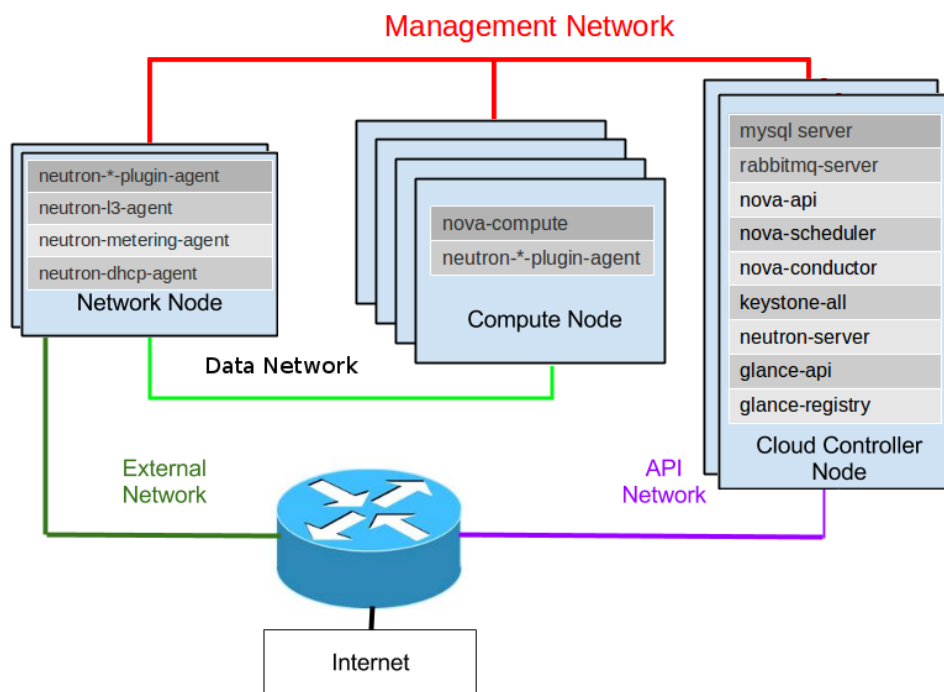 Management Network
neutron-*-plugin-agent
neutron-l3-agent
neutron-metering-agent
neutron-dhcp-agent
Network Node
nova-compute
neutron-*-plugin-agent
Compute Node
mysql server
rabbitmq-server
nova-api
nova-scheduler
nova-conductor
keystone-all
neutron-server
glance-api
glance-registry
Cloud Controller
Node
Data Network
External
Network
API
Network
Internet